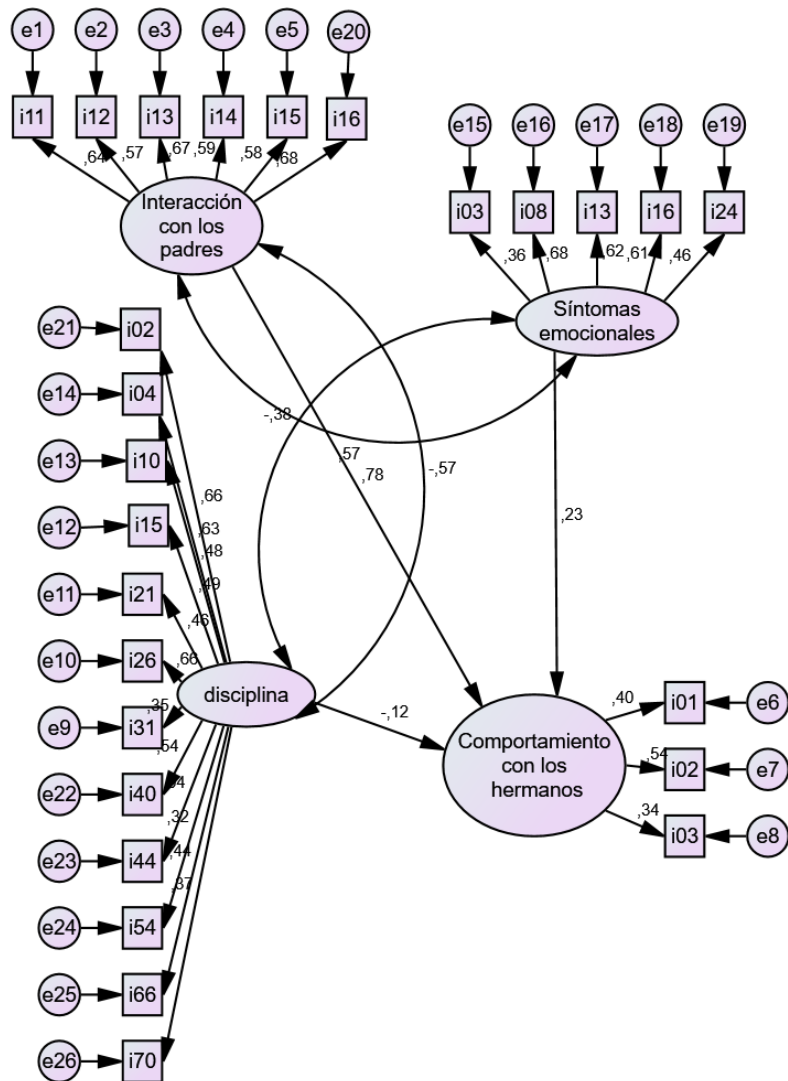 e1 e2 e3 e4 e5 e20
i11 i12 i13 i14 i15 i16
,64 ,57 ,67 ,59 ,58 ,68
Interacción
con los
padres
e15 e16 e17 e18 e19
i03 i08 i13 i16 i24
,36 ,68 ,62 ,61 ,46
Síntomas
emocionales
e21 i02
e14 i04
e13 i10
e12 i15
e11 i21
e10 i26
e9 i31
e22 i40
e23 i44
e24 i54
e25 i66
e26 i70
,66
,63
,48
,49
,46
,66
,35
,54
,32
,44
,37
disciplina
-,38
,57
,78
-,57
,23
-,12
Comportamiento
con los
hermanos
,40 i01 e6
,54 i02 e7
,34 i03 e8